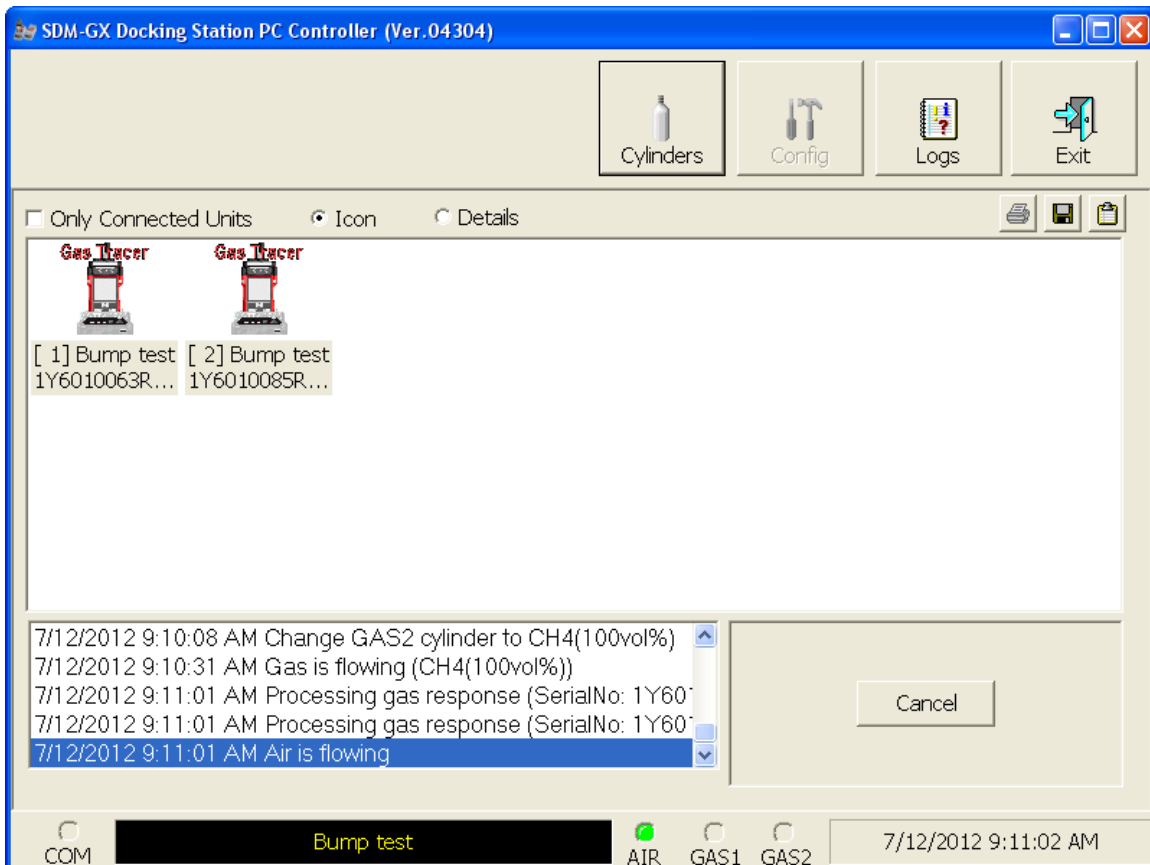 SDM-GX Docking Station PC Controller (Ver.04304)
Cylinders
Config
Logs
Exit
Only Connected Units
Icon
Details
Gas Tracer
Gas Tracer
[ 1] Bump test
1Y6010063R...
[ 2] Bump test
1Y6010085R...
7/12/2012 9:10:08 AM Change GAS2 cylinder to CH4(100vol%)
7/12/2012 9:10:31 AM Gas is flowing (CH4(100vol%))
7/12/2012 9:11:01 AM Processing gas response (SerialNo: 1Y601
7/12/2012 9:11:01 AM Processing gas response (SerialNo: 1Y601
7/12/2012 9:11:01 AM Air is flowing
Cancel
COM
Bump test
AIR
GAS1
GAS2
7/12/2012 9:11:02 AM